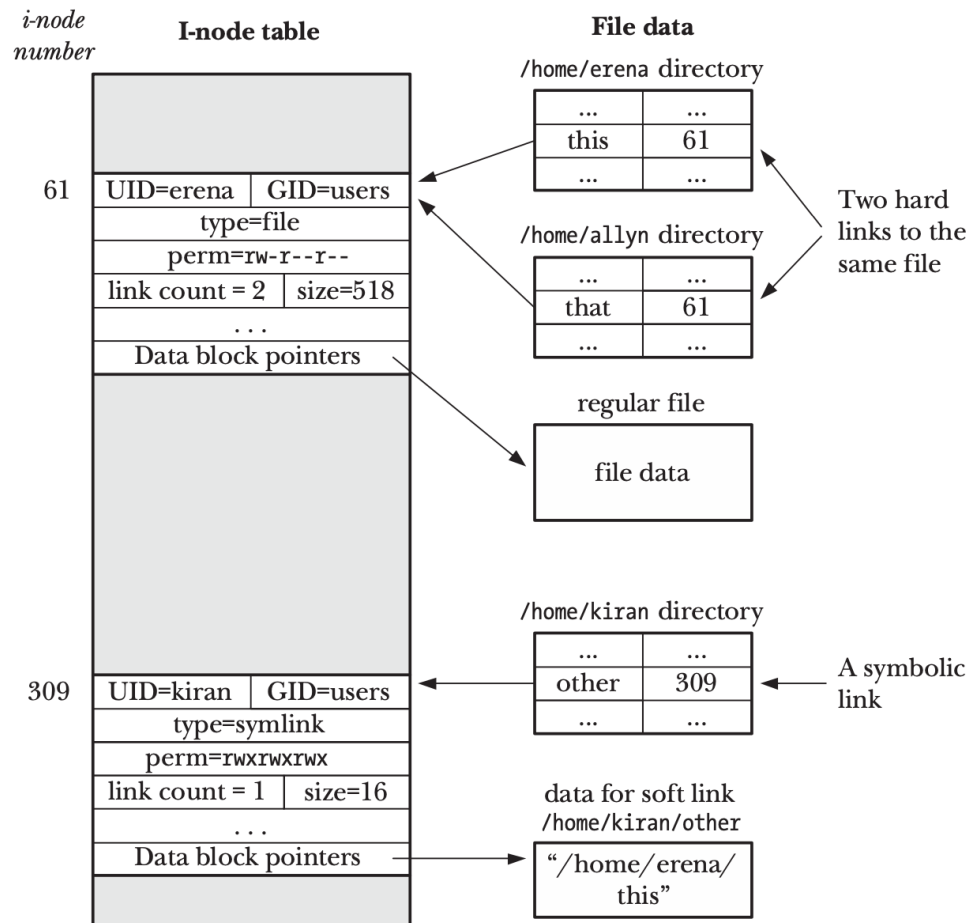 i-node
number
I-node table
File data
/home/erena directory
... ...
this 61
... ...
61
UID=erena GID=users
type=file
perm=rw-r--r--
link count = 2 size=518
...
Data block pointers
/home/allyn directory
... ...
that 61
... ...
Two hard
links to the
same file
regular file
file data
/home/kiran directory
... ...
other 309
... ...
A symbolic
link
309
UID=kiran GID=users
type=symlink
perm=rwxrwxrwx
link count = 1 size=16
...
Data block pointers
data for soft link
/home/kiran/other
“/home/erena/
this”